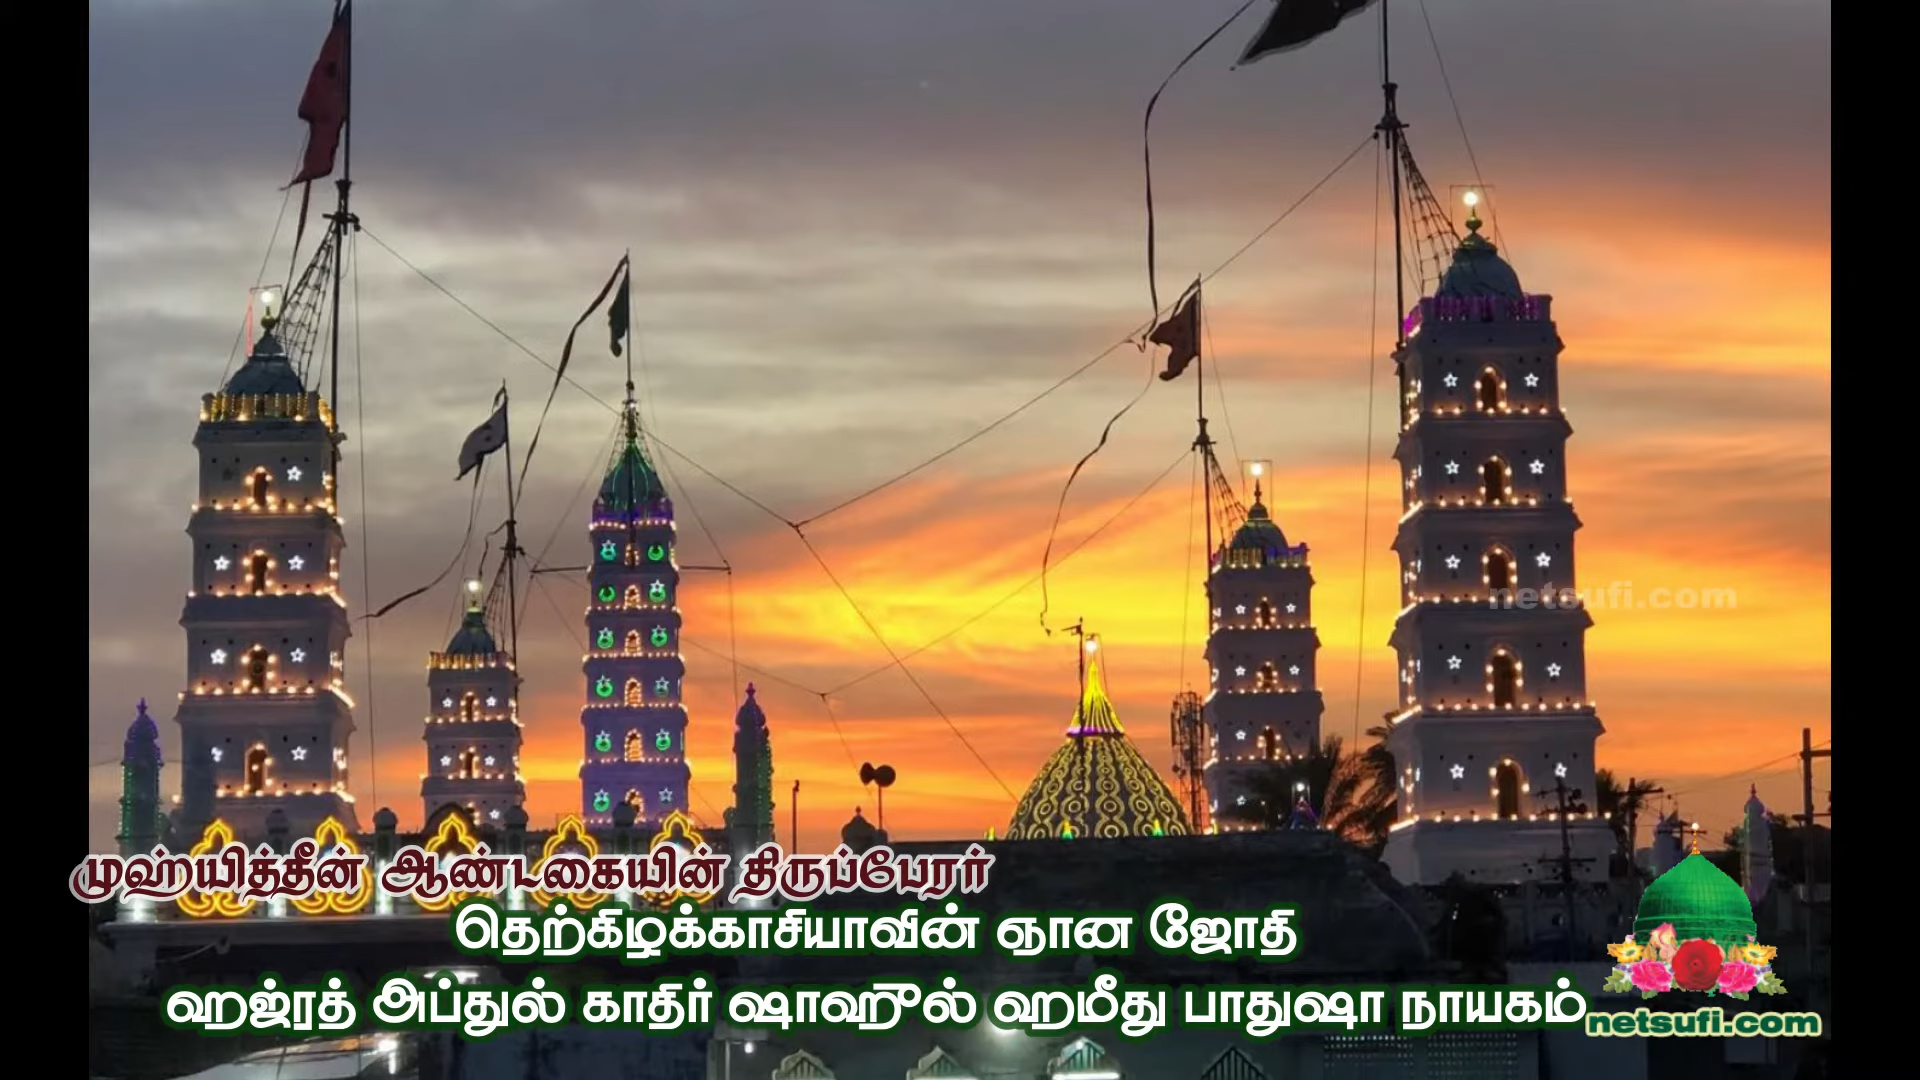 netsufi.com
முஹ்யித்தீன் ஆண்டகையின் திருப்பேரர்
தெற்கிழக்காசியாவின் ஞான ஜோதி
ஹஜ்ரத் அப்துல் காதிர் ஷாஹுல் ஹமீது பாதுஷா நாயகம்
netsufi.com